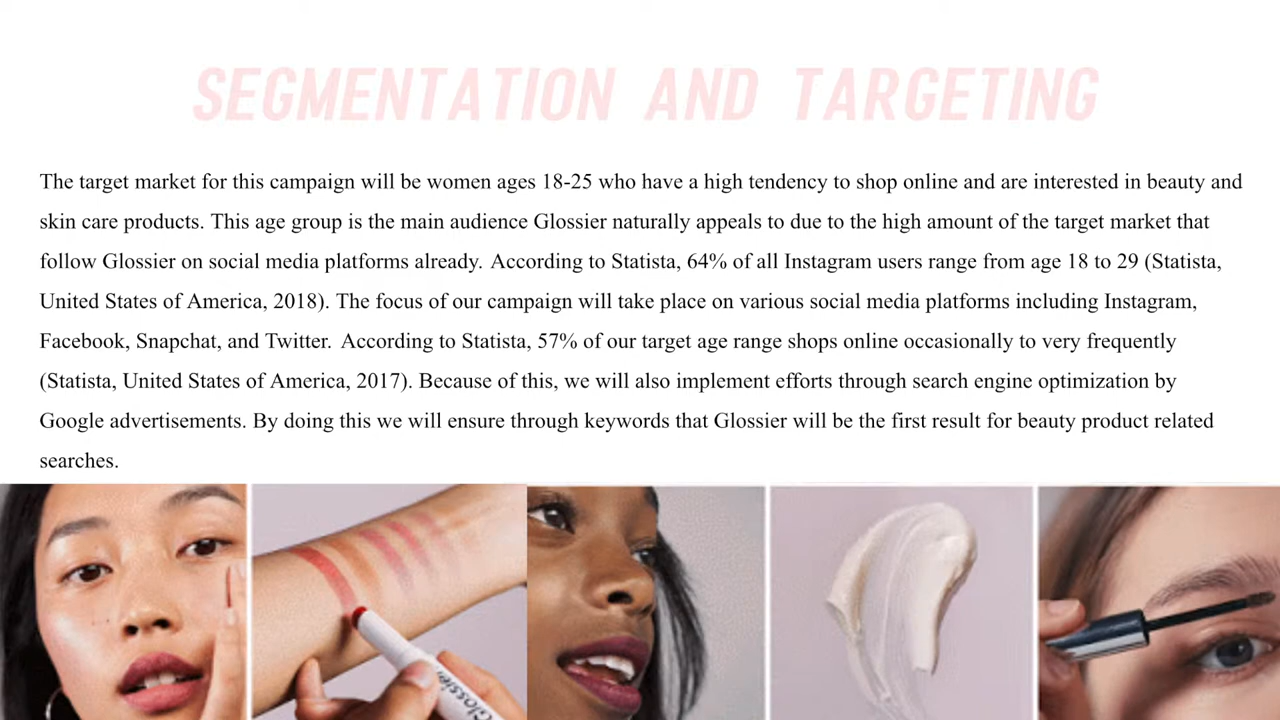 SEGMENTATION AND TARGETING
The target market for this campaign will be women ages 18-25 who have a high tendency to shop online and are interested in beauty and
skin care products. This age group is the main audience Glossier naturally appeals to due to the high amount of the target market that
follow Glossier on social media platforms already. According to Statista, 64% of all Instagram users range from age 18 to 29 (Statista,
United States of America, 2018). The focus of our campaign will take place on various social media platforms including Instagram,
Facebook, Snapchat, and Twitter. According to Statista, 57% of our target age range shops online occasionally to very frequently
(Statista, United States of America, 2017). Because of this, we will also implement efforts through search engine optimization by
Google advertisements. By doing this we will ensure through keywords that Glossier will be the first result for beauty product related
searches.
Glossier